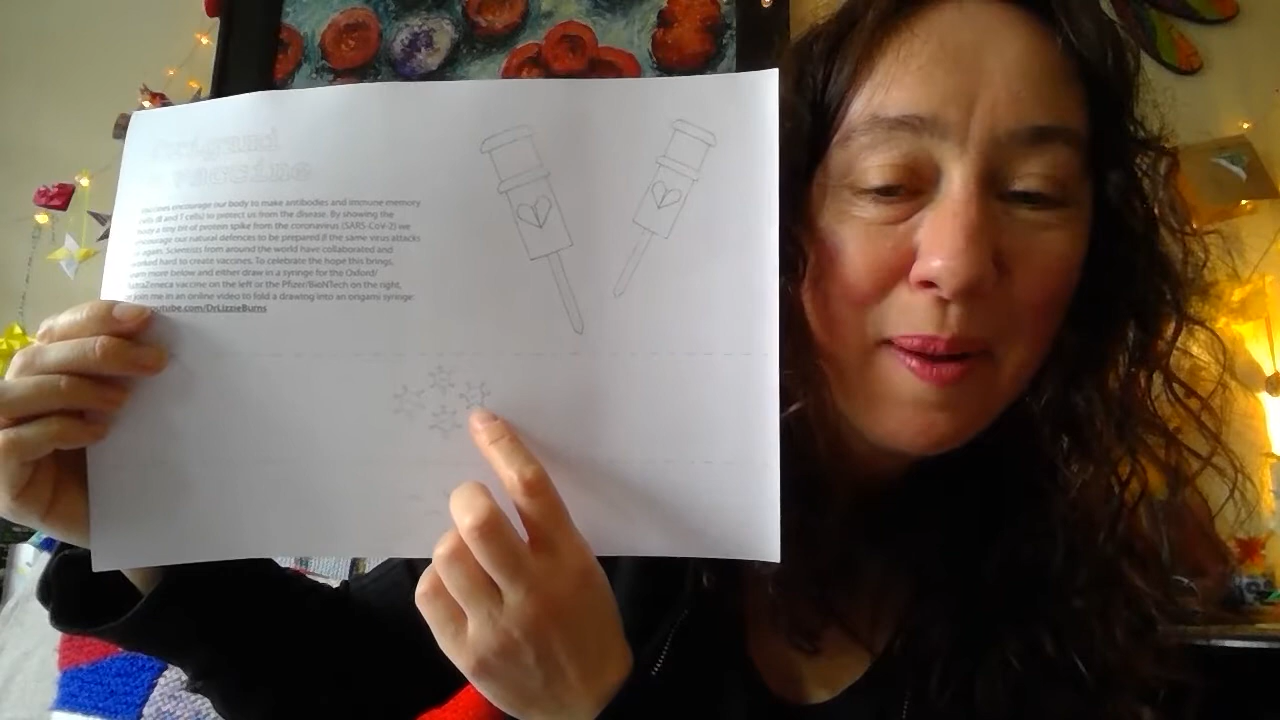 Origami
vaccine
Vaccines encourage our body to make antibodies and immune memory
cells (B and T cells) to protect us from the disease. By showing the
body a tiny bit of protein spike from the coronavirus (SARS-CoV-2) we
encourage our natural defences to be prepared if the same virus attacks
us again. Scientists from around the world have collaborated and
worked hard to create vaccines. To celebrate the hope this brings,
learn more below and either draw in a syringe for the Oxford/
AstraZeneca vaccine on the left or the Pfizer/BioNTech on the right,
or join me in an online video to fold a drawing into an origami syringe:
youtube.com/DrLizzieBurns